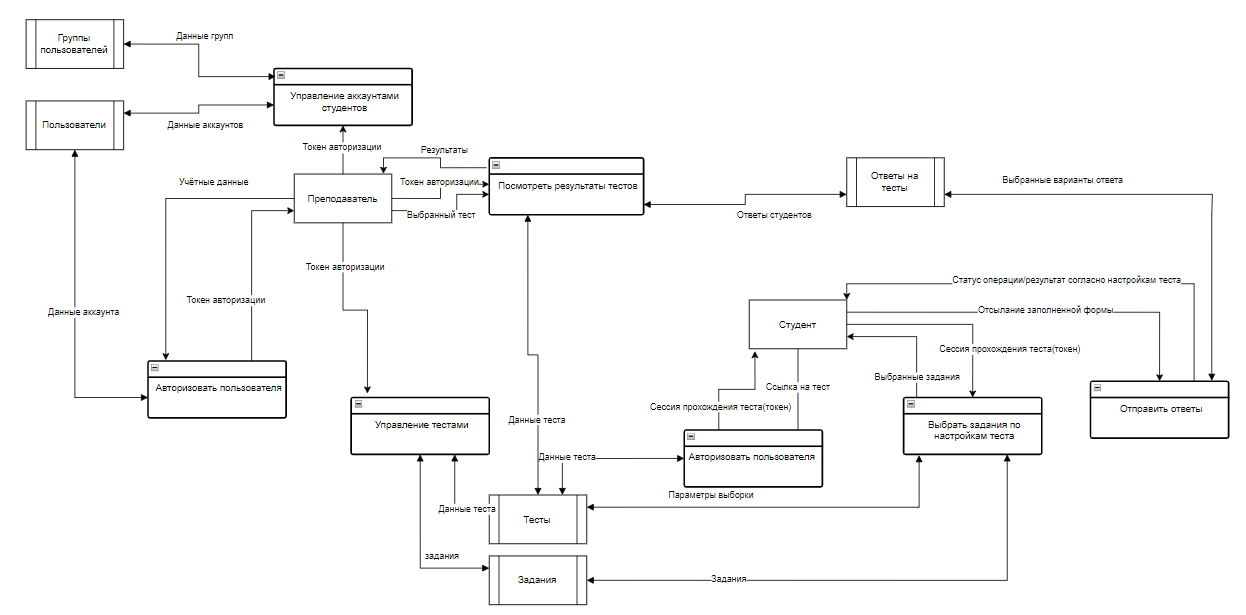 Группы
пользователей
Данные групп
Управление аккаунтами
студентов
Пользователи
Данные аккаунтов
Токен авторизации
Результаты
Учётные данные
Преподаватель
Токен авторизации
Посмотреть результаты тестов
Выбранный тест
Ответы на
тесты
Выбранные варианты ответа
Ответы студентов
Токен авторизации
Токен авторизации
Данные аккаунта
Статус операции/результат согласно настройкам теста
Отсылание заполненной формы
Студент
Сессия прохождения теста(токен)
Авторизовать пользователя
Ссылка на тест
Выбранные задания
Сессия прохождения теста(токен)
Отправить ответы
Управление тестами
Данные теста
Выбрать задания по
настройкам теста
Данные теста
Авторизовать пользователя
Параметры выборки
Данные теста
Тесты
задания
Задания
Задания